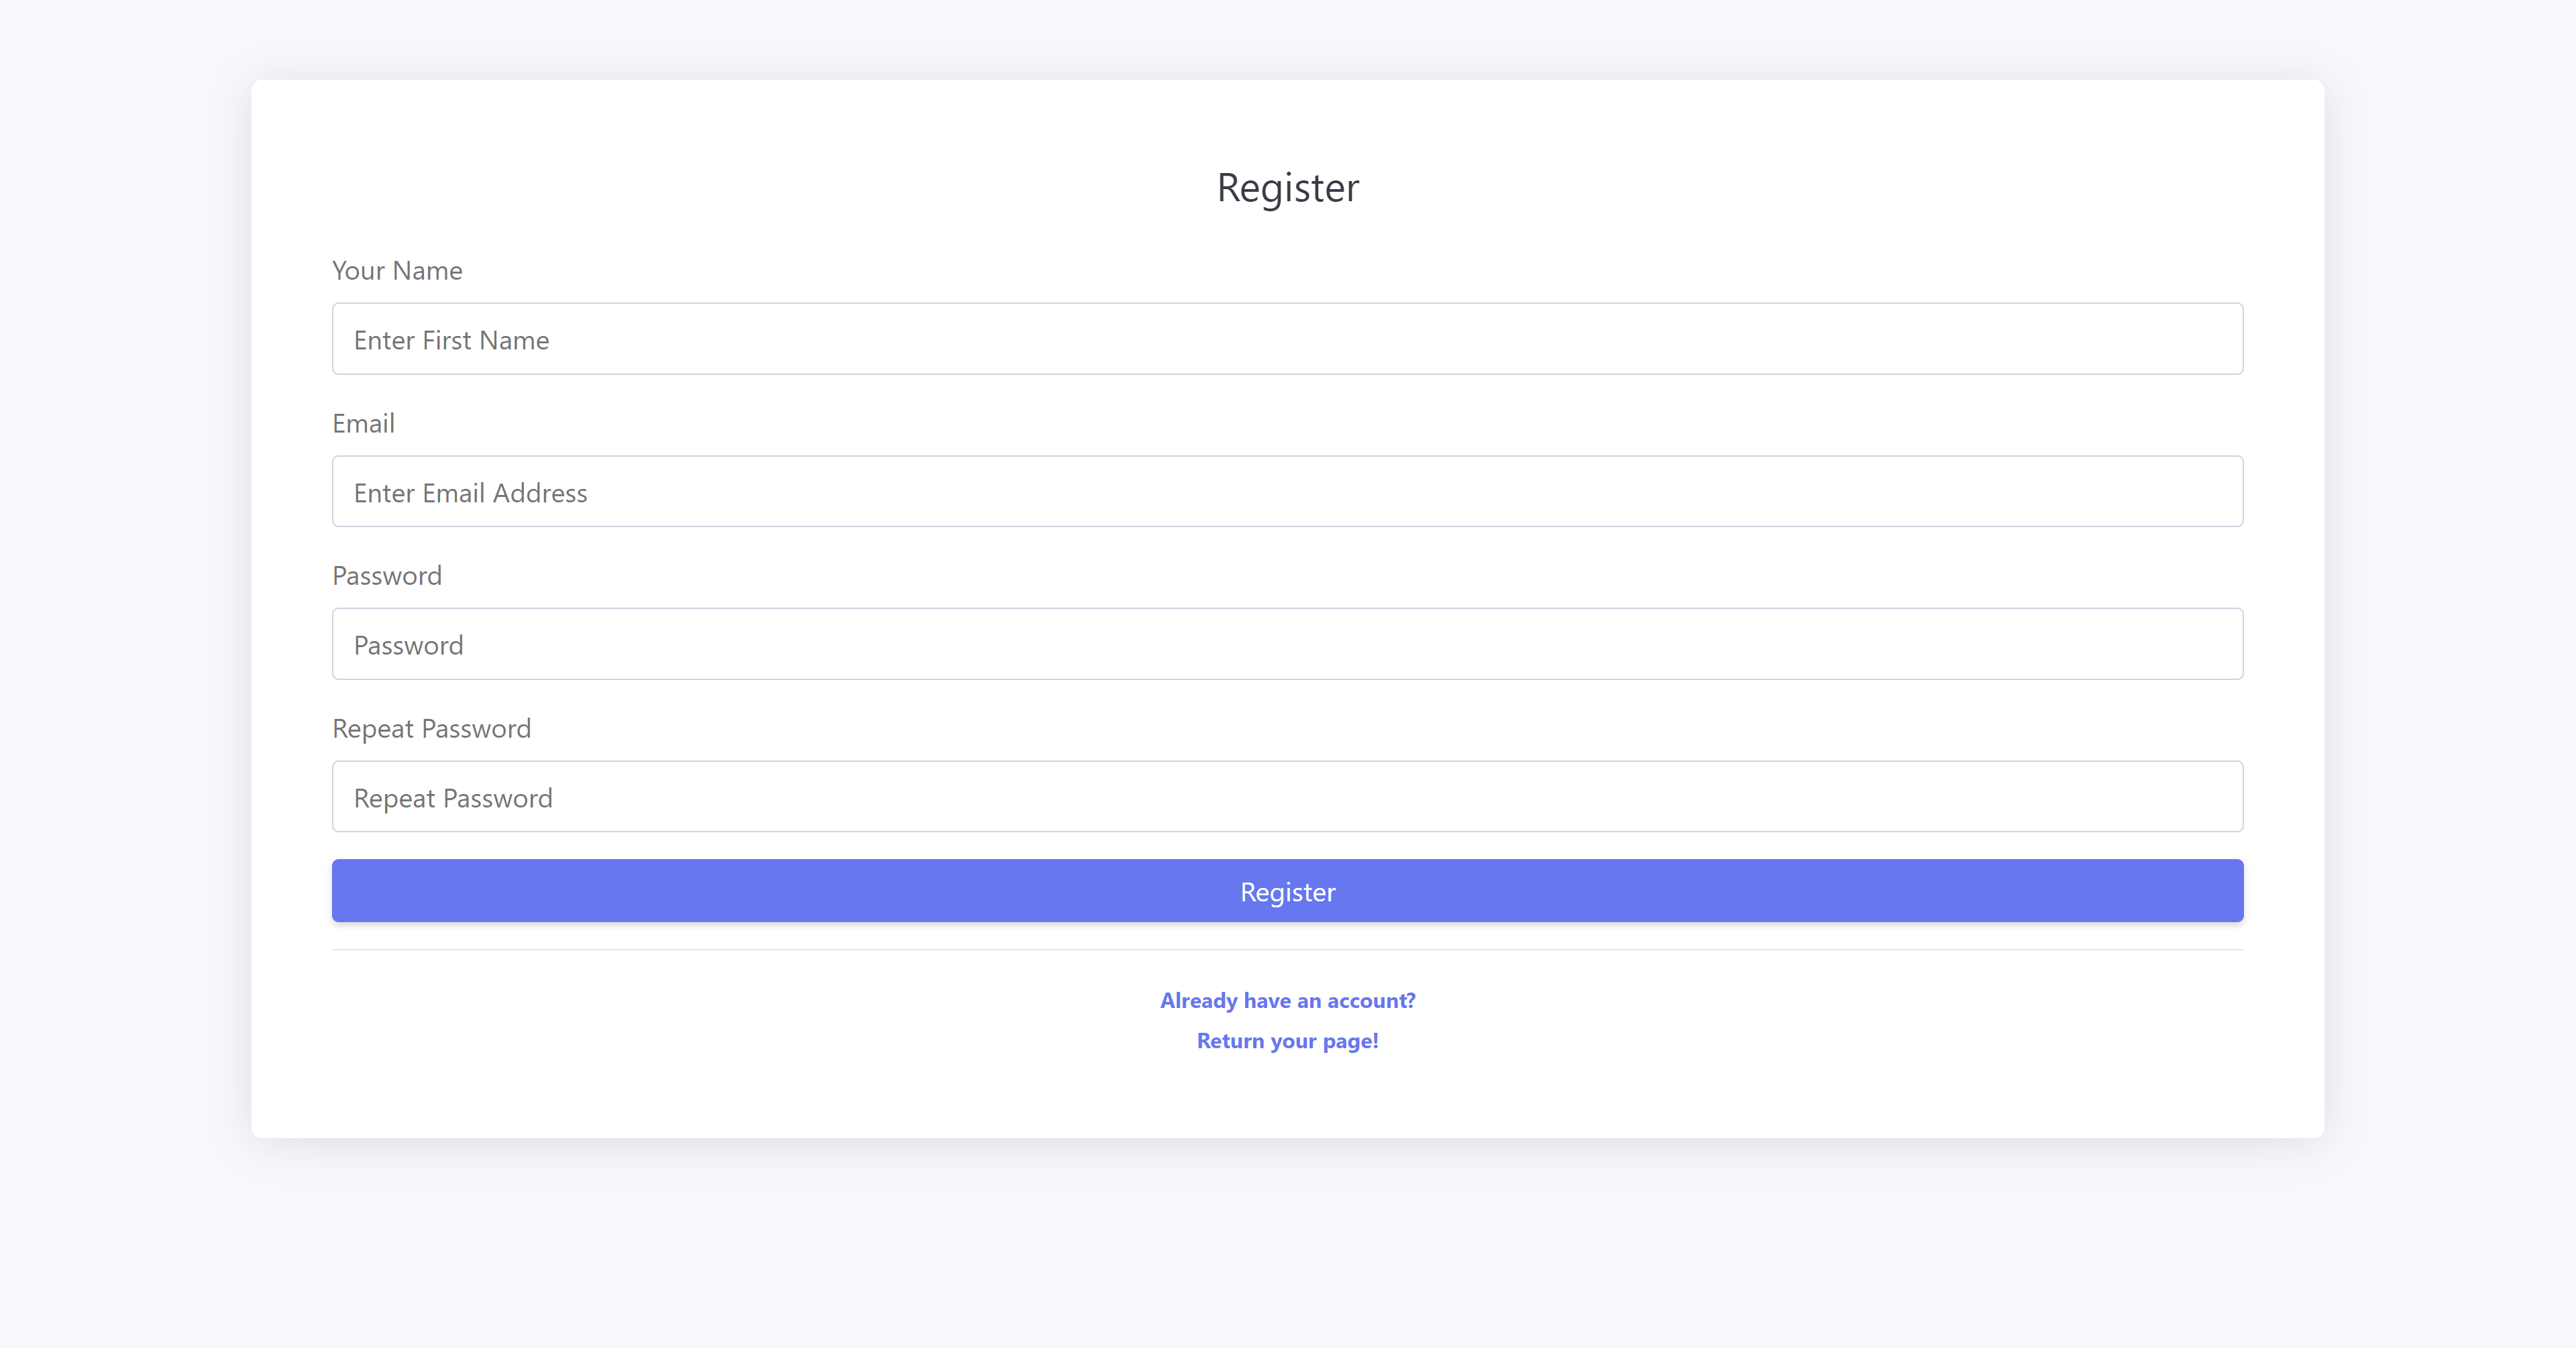 Register
Your Name
Enter First Name
Email
Enter Email Address
Password
Password
Repeat Password
Repeat Password
Register
Already have an account?
Return your page!